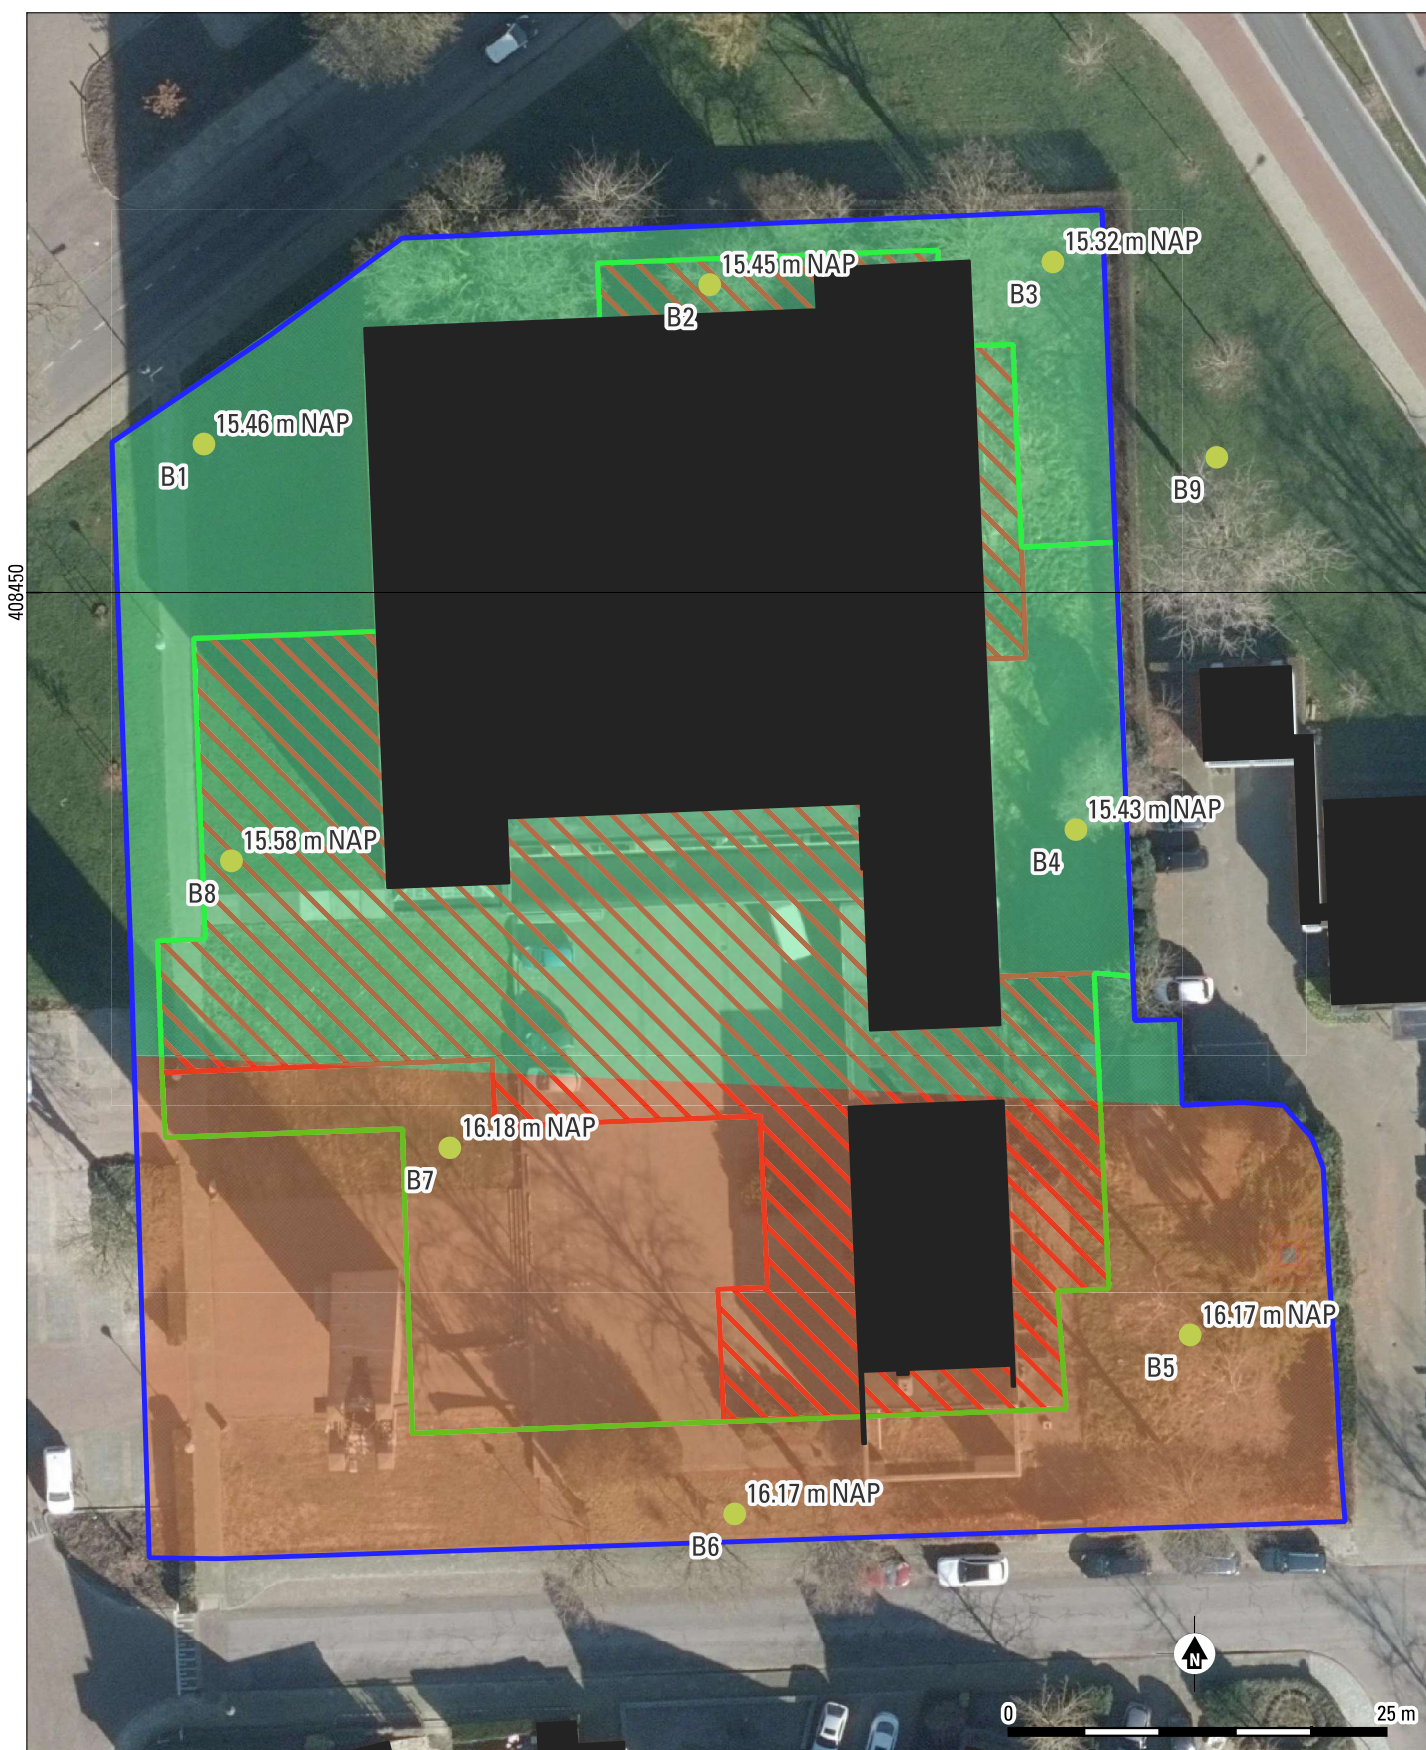 15.32 m NAP
15.45 m NAP
B3
B2
15.46 m NAP
B1
B9
408450
15.43 m NAP
15.58 m NAP
B4
B8
16.18 m NAP
B7
16.17 m NAP
B5
16.17 m NAP
B6
N
0 25 m